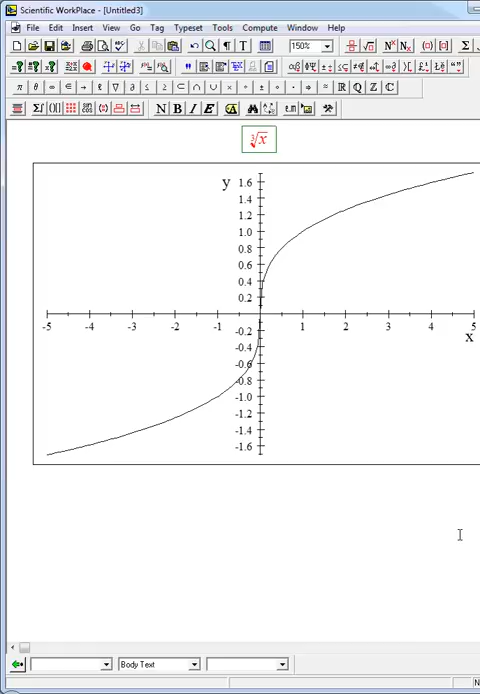 Scientific WorkPlace - [Untitled3]
File Edit Insert View Go Tag Typeset Tools Compute Window Help
150%
N B I E
∛x
y
1.6
1.4
1.2
1.0
0.8
0.6
0.4
0.2
-5 -4 -3 -2 -1 1 2 3 4 5
x
-0.2
-0.4
-0.6
-0.8
-1.0
-1.2
-1.4
-1.6
Body Text